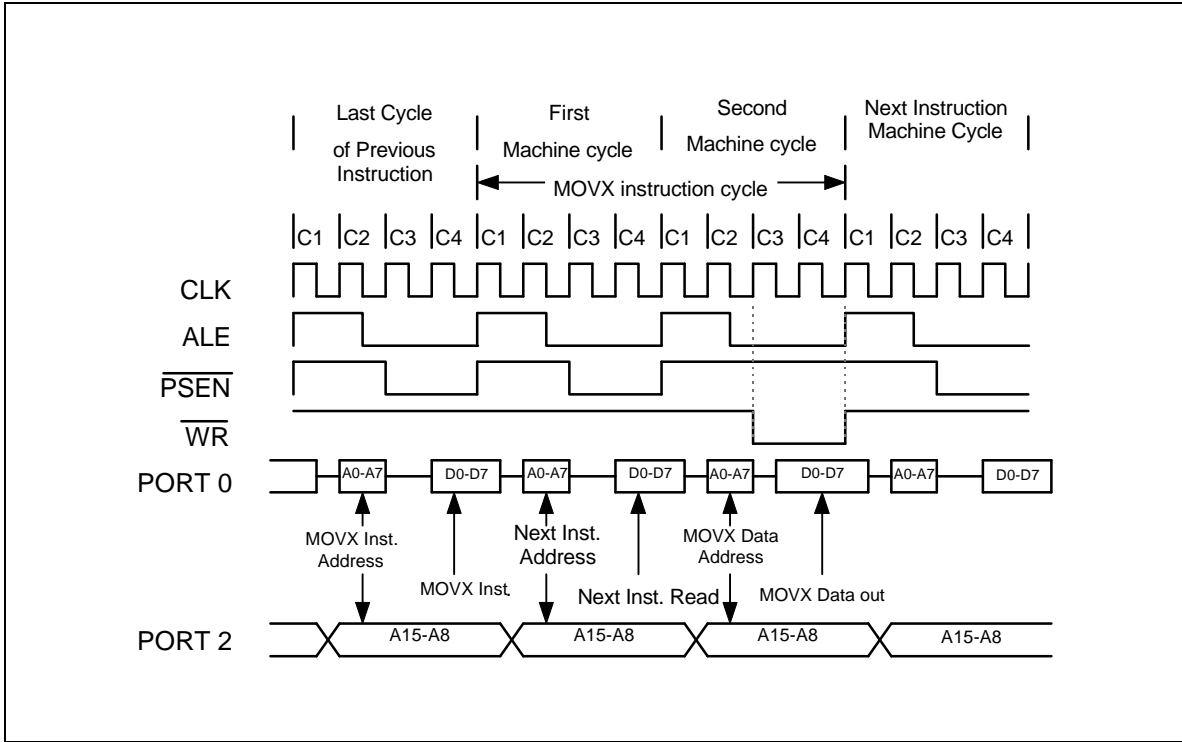 Last Cycle
of Previous
Instruction
First
Machine cycle
Second
Machine cycle
Next Instruction
Machine Cycle
MOVX instruction cycle
C1 C2 C3 C4 C1 C2 C3 C4 C1 C2 C3 C4 C1 C2 C3 C4
CLK
ALE
PSEN
WR
PORT 0
A0-A7 D0-D7 A0-A7 D0-D7 A0-A7 D0-D7 A0-A7 D0-D7
MOVX Inst.
Address
MOVX Inst.
Next Inst.
Address
Next Inst. Read
MOVX Data
Address
MOVX Data out
PORT 2
A15-A8 A15-A8 A15-A8 A15-A8